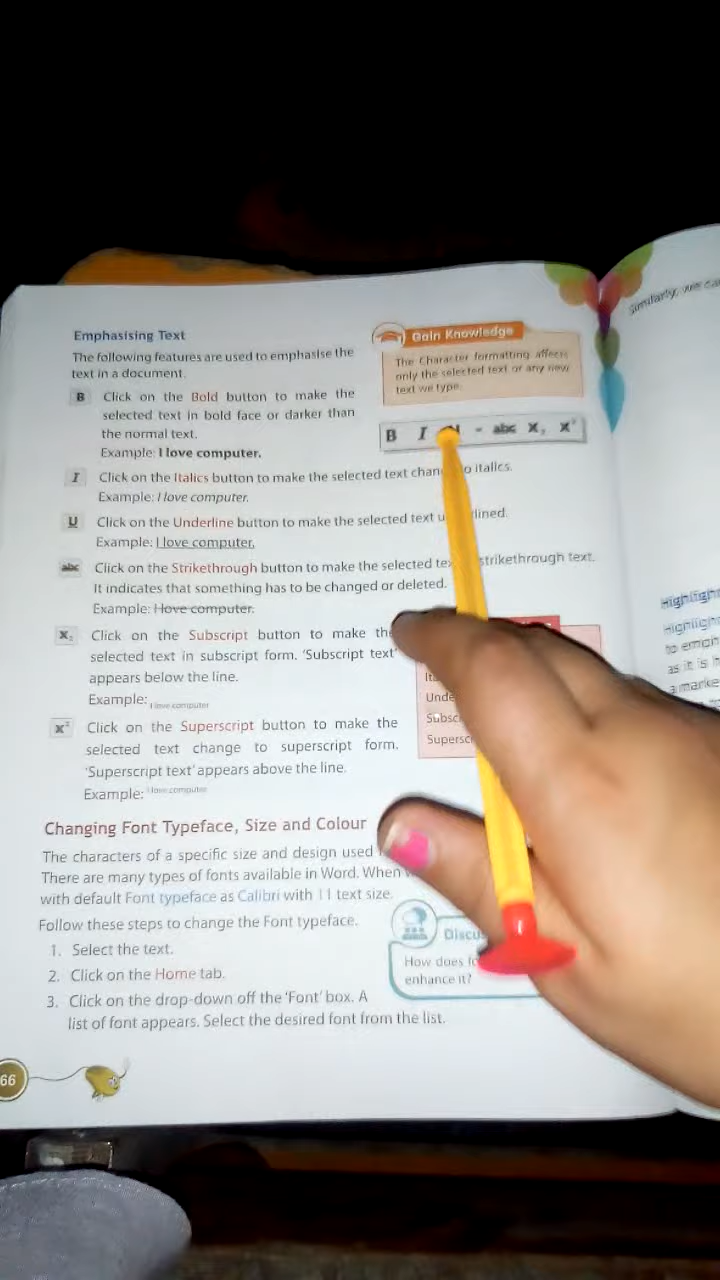 Emphasising Text
The following features are used to emphasise the
text in a document.
B Click on the Bold button to make the
selected text in bold face or darker than
the normal text.
Example: I love computer.
Gain Knowledge
The Character formatting affects
only the selected text or any new
text we type.
B I abc X₂ X²
I Click on the Italics button to make the selected text italics.
Example: I love computer.
U Click on the Underline button to make the selected text
Example: I love computer.
abc Click on the Strikethrough button to make the selected strikethrough text.
It indicates that something has to be changed or deleted.
Example: I love computer.
X₂ Click on the Subscript button to make
selected text in subscript form. 'Subscript text'
appears below the line.
Example: I love computer
X² Click on the Superscript button to make the
selected text change to superscript form.
'Superscript text' appears above the line.
Example: I love computer
Changing Font Typeface, Size and Colour
The characters of a specific size and design used
There are many types of fonts available in Word. When
with default Font typeface as Calibri with 11 text size.
Follow these steps to change the Font typeface.
1. Select the text.
2. Click on the Home tab.
3. Click on the drop-down off the 'Font' box. A
list of font appears. Select the desired font from the list.
How does
enhance it?
66
Similarly, we
to
as it is
a